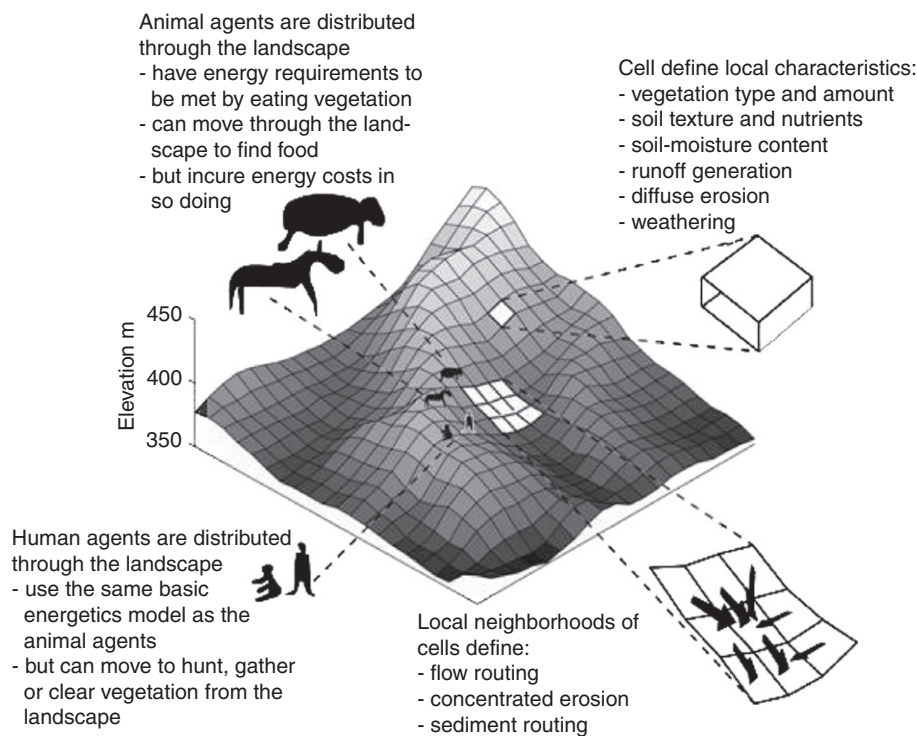 Animal agents are distributed
through the landscape
- have energy requirements to
be met by eating vegetation
- can move through the land-
scape to find food
- but incure energy costs in
so doing
Cell define local characteristics:
- vegetation type and amount
- soil texture and nutrients
- soil-moisture content
- runoff generation
- diffuse erosion
- weathering
450
400
350
Elevation m
Human agents are distributed
through the landscape
- use the same basic
energetics model as the
animal agents
- but can move to hunt, gather
or clear vegetation from the
landscape
Local neighborhoods of
cells define:
- flow routing
- concentrated erosion
- sediment routing